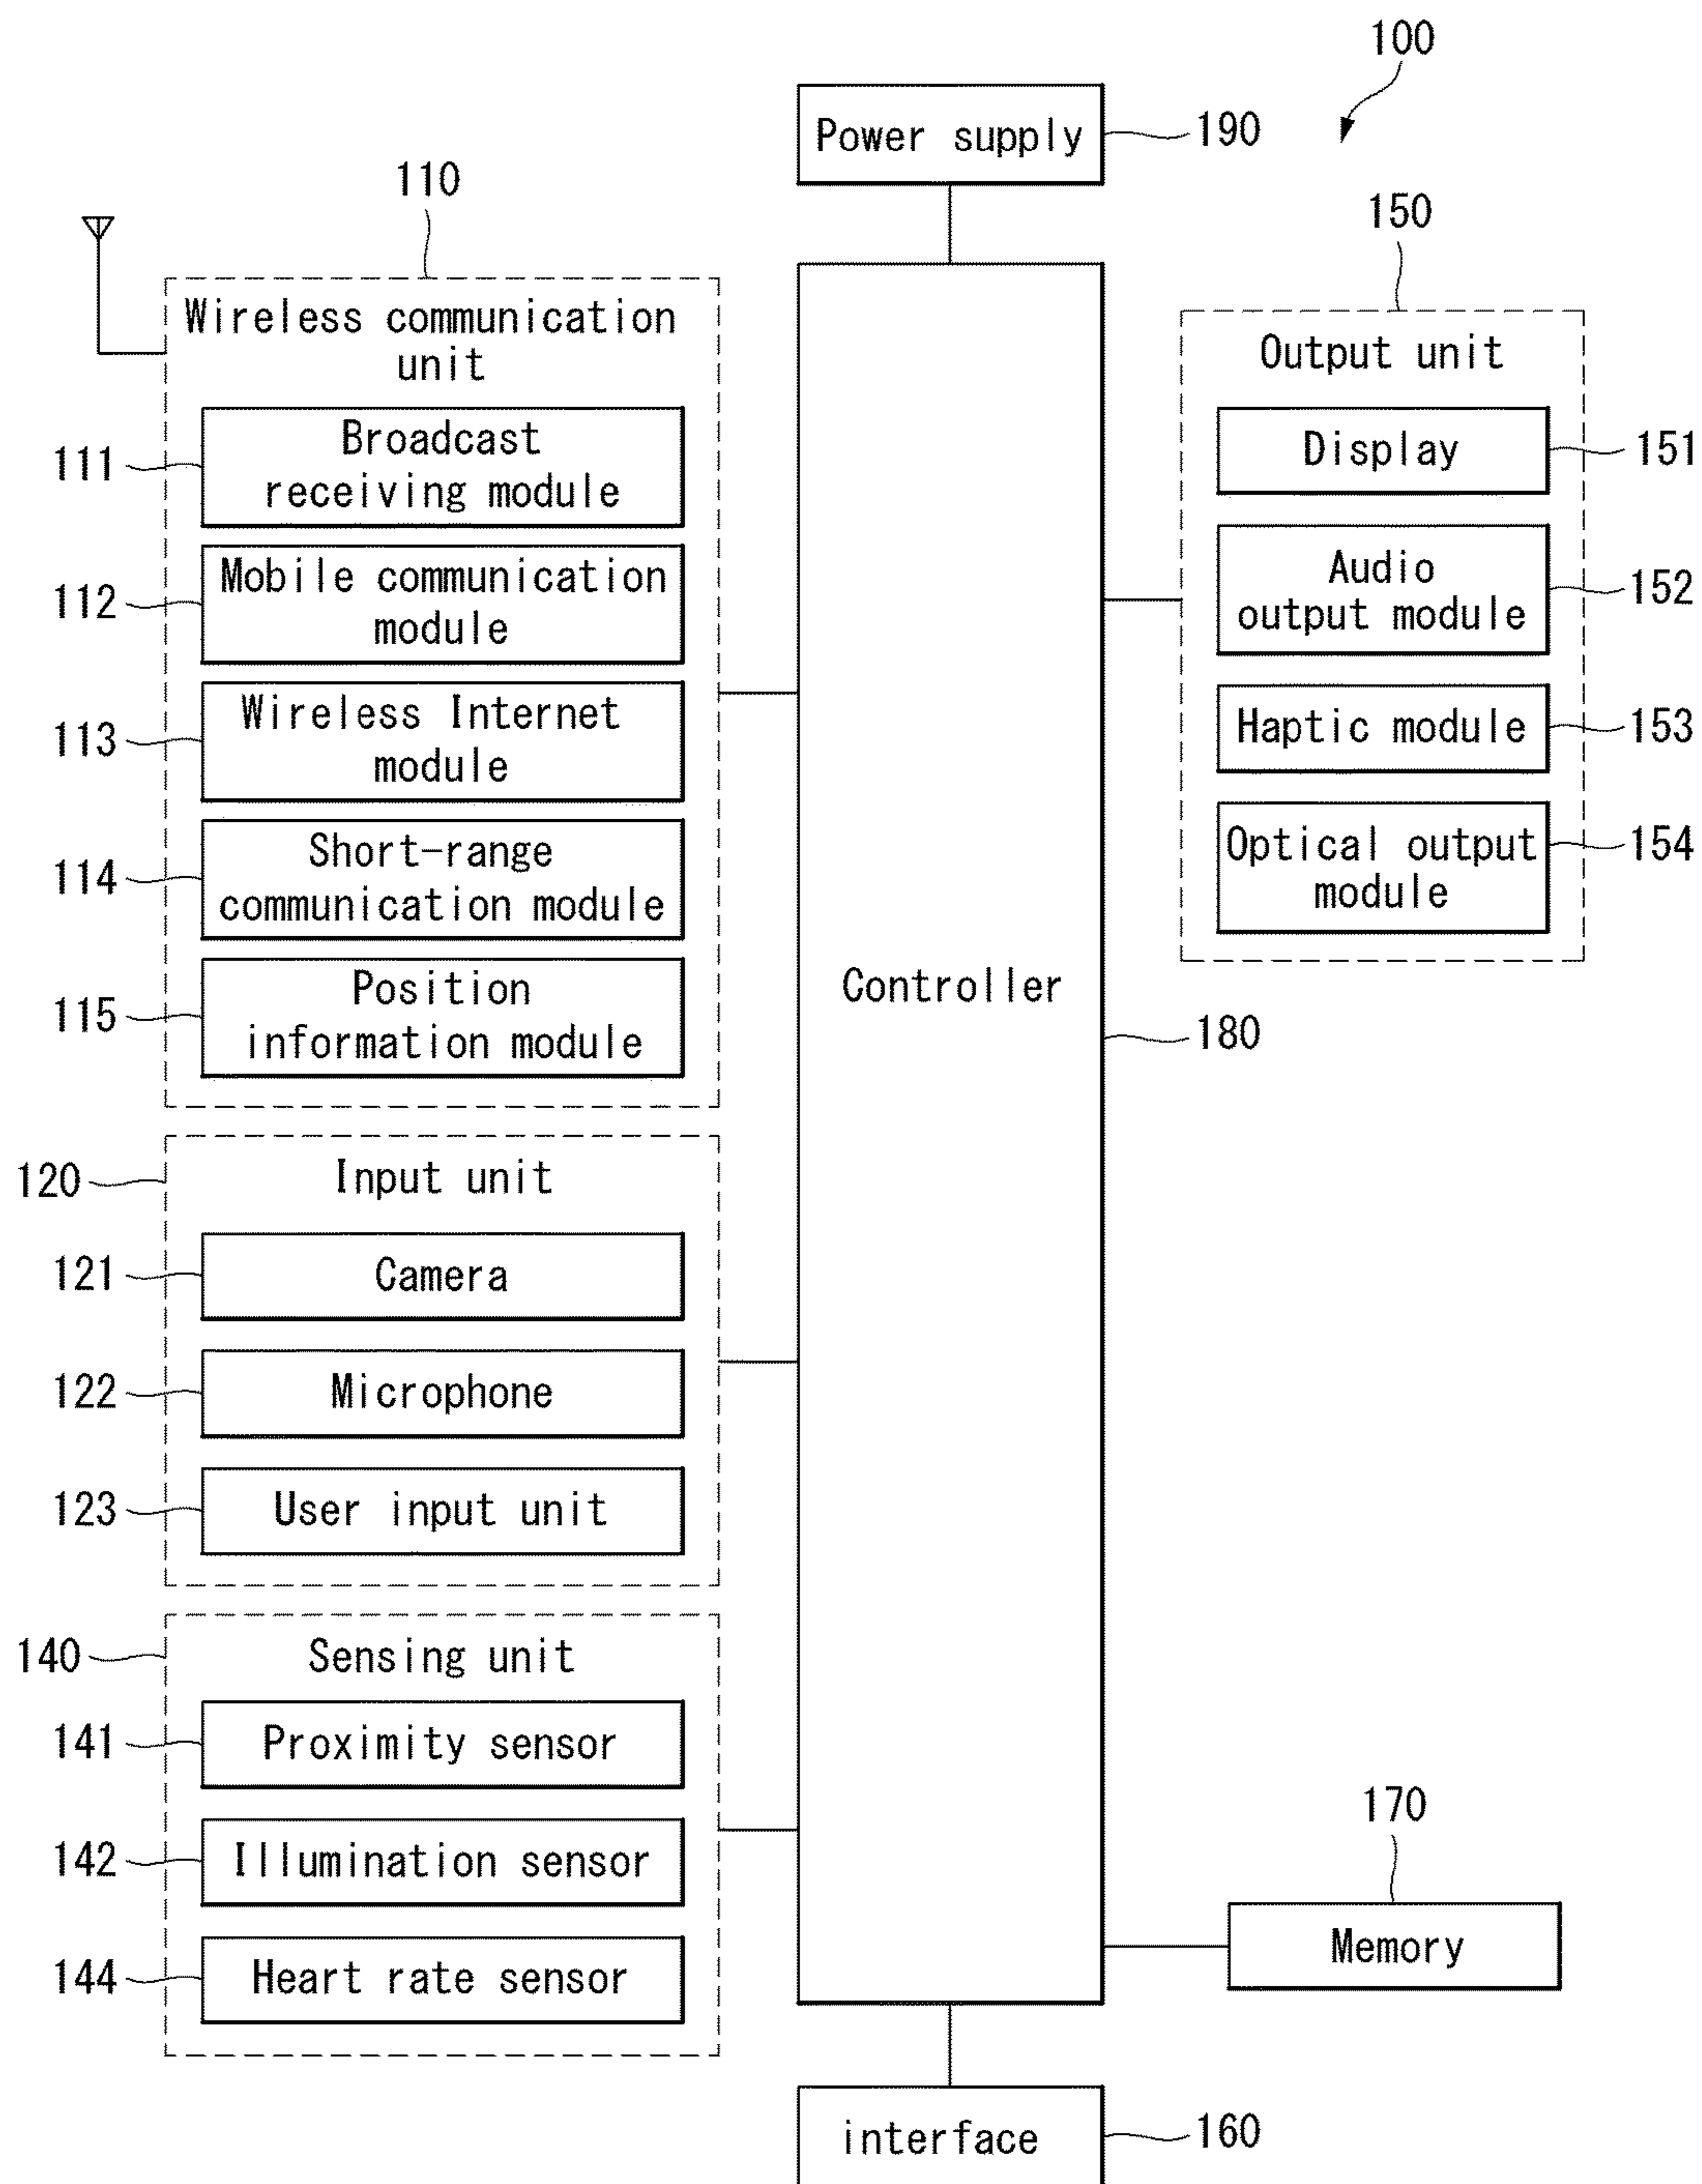 100
Power supply
190
110
150
Wireless communication
unit
Output unit
111
Broadcast
receiving module
Display
151
112
Mobile communication
module
Audio
output module
152
113
Wireless Internet
module
Haptic module
153
114
Short-range
communication module
Optical output
module
154
115
Position
information module
Controller
180
120
Input unit
121
Camera
122
Microphone
123
User input unit
140
Sensing unit
141
Proximity sensor
142
Illumination sensor
144
Heart rate sensor
170
Memory
interface
160